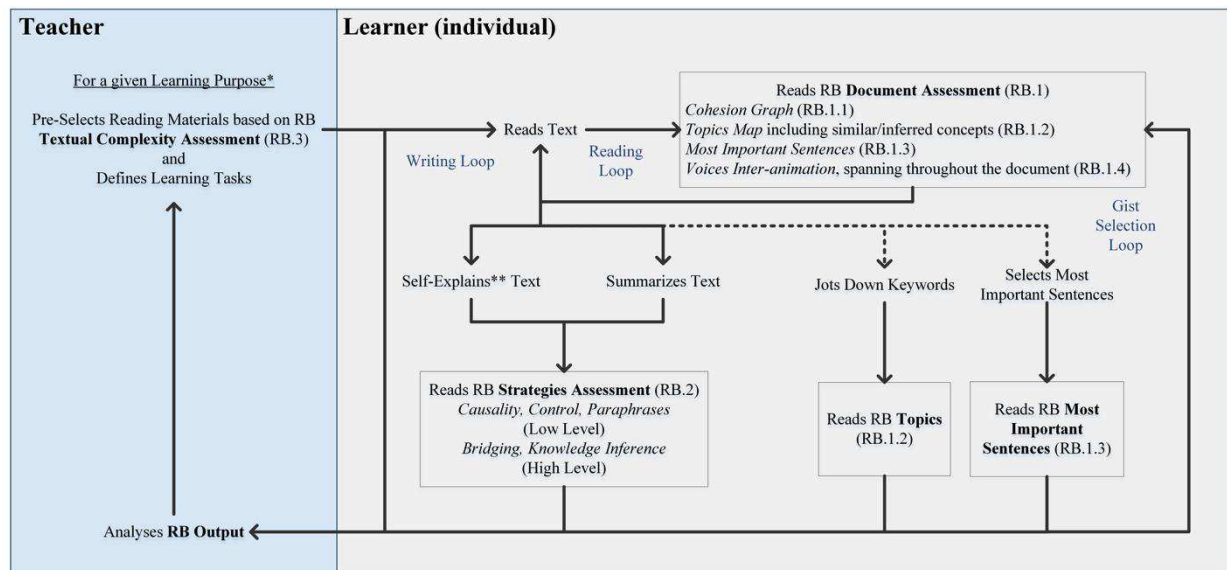 Teacher
Learner (individual)
For a given Learning Purpose*
Pre-Selects Reading Materials based on RB
Textual Complexity Assessment (RB.3)
and
Defines Learning Tasks
Analyses RB Output
Writing Loop
Reads Text
Reading
Loop
Reads RB Document Assessment (RB.1)
Cohesion Graph (RB.1.1)
Topics Map including similar/inferred concepts (RB.1.2)
Most Important Sentences (RB.1.3)
Voices Inter-animation, spanning throughout the document (RB.1.4)
Gist
Selection
Loop
Self-Explains** Text
Summarizes Text
Jots Down Keywords
Selects Most
Important Sentences
Reads RB Strategies Assessment (RB.2)
Causality, Control, Paraphrases
(Low Level)
Bridging, Knowledge Inference
(High Level)
Reads RB Topics
(RB.1.2)
Reads RB Most
Important
Sentences (RB.1.3)